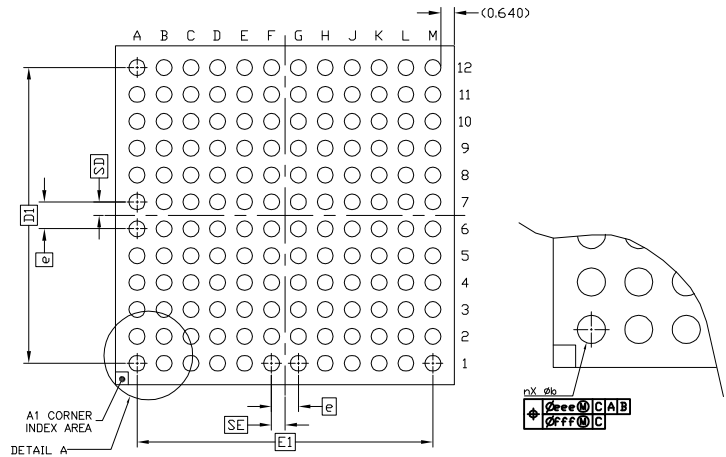 (0.640)
A B C D E F G H J K L M
12
11
10
9
8
7
6
5
4
3
2
1
SD
D1
e
A1 CORNER
INDEX AREA
DETAIL A
SE
e
E1
nX Øb
Øeee Ⓜ C A B
Øfff Ⓜ C